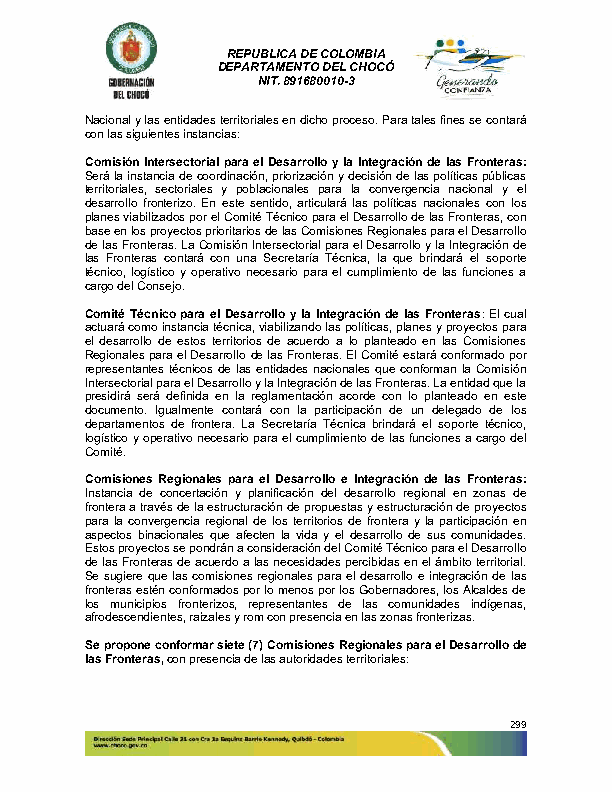 REPUBLICA DE COLOMBIA
DEPARTAMENTO DEL CHOCÓ
NIT. 891680010-3
GOBERNACIÓN
DEL CHOCÓ
Generando
CONFIANZA
Nacional y las entidades territoriales en dicho proceso. Para tales fines se contará
con las siguientes instancias:
Comisión Intersectorial para el Desarrollo y la Integración de las Fronteras:
Será la instancia de coordinación, priorización y decisión de las políticas públicas
territoriales, sectoriales y poblacionales para la convergencia nacional y el
desarrollo fronterizo. En este sentido, articulará las políticas nacionales con los
planes viabilizados por el Comité Técnico para el Desarrollo de las Fronteras, con
base en los proyectos prioritarios de las Comisiones Regionales para el Desarrollo
de las Fronteras. La Comisión Intersectorial para el Desarrollo y la Integración de
las Fronteras contará con una Secretaría Técnica, la que brindará el soporte
técnico, logístico y operativo necesario para el cumplimiento de las funciones a
cargo del Consejo.
Comité Técnico para el Desarrollo y la Integración de las Fronteras: El cual
actuará como instancia técnica, viabilizando las políticas, planes y proyectos para
el desarrollo de estos territorios de acuerdo a lo planteado en las Comisiones
Regionales para el Desarrollo de las Fronteras. El Comité estará conformado por
representantes técnicos de las entidades nacionales que conforman la Comisión
Intersectorial para el Desarrollo y la Integración de las Fronteras. La entidad que la
presidirá será definida en la reglamentación acorde con lo planteado en este
documento. Igualmente contará con la participación de un delegado de los
departamentos de frontera. La Secretaría Técnica brindará el soporte técnico,
logístico y operativo necesario para el cumplimiento de las funciones a cargo del
Comité.
Comisiones Regionales para el Desarrollo e Integración de las Fronteras:
Instancia de concertación y planificación del desarrollo regional en zonas de
frontera a través de la estructuración de propuestas y estructuración de proyectos
para la convergencia regional de los territorios de frontera y la participación en
aspectos binacionales que afecten la vida y el desarrollo de sus comunidades.
Estos proyectos se pondrán a consideración del Comité Técnico para el Desarrollo
de las Fronteras de acuerdo a las necesidades percibidas en el ámbito territorial.
Se sugiere que las comisiones regionales para el desarrollo e integración de las
fronteras estén conformados por lo menos por los Gobernadores, los Alcaldes de
los municipios fronterizos, representantes de las comunidades indígenas,
afrodescendientes, raizales y rom con presencia en las zonas fronterizas.
Se propone conformar siete (7) Comisiones Regionales para el Desarrollo de
las Fronteras, con presencia de las autoridades territoriales:
299
Dirección Sede Principal Calle 31 con Cra 3a Esquina Barrio Kennedy, Quibdó - Colombia
www.choco.gov.co